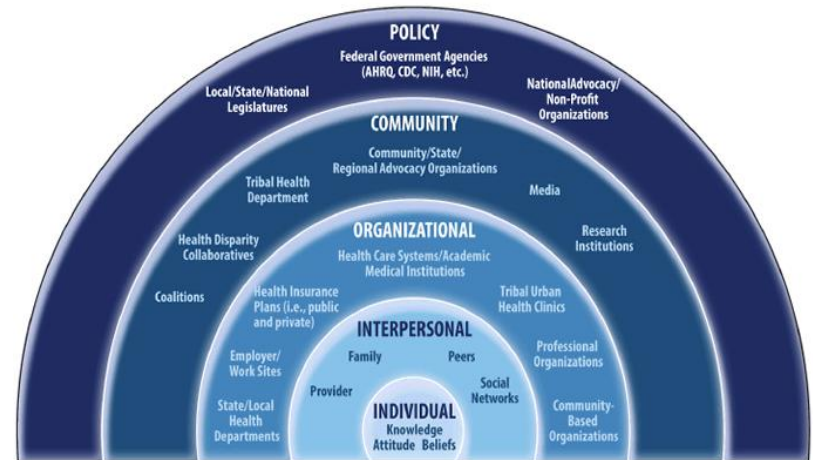 POLICY
Federal Government Agencies
(AHRQ, CDC, NIH, etc.)
Local/State/National
Legislatures
NationalAdvocacy/
Non-Profit
Organizations
COMMUNITY
Community/State/
Regional Advocacy Organizations
Tribal Health
Department
Media
Health Disparity
Collaboratives
Research
Institutions
Coalitions
ORGANIZATIONAL
Health Care Systems/Academic
Medical Institutions
Health Insurance
Plans (i.e., public
and private)
Tribal Urban
Health Clinics
Employer/
Work Sites
Professional
Organizations
State/Local
Health
Departments
Community-
Based
Organizations
INTERPERSONAL
Family
Peers
Provider
Social
Networks
INDIVIDUAL
Knowledge
Attitude Beliefs